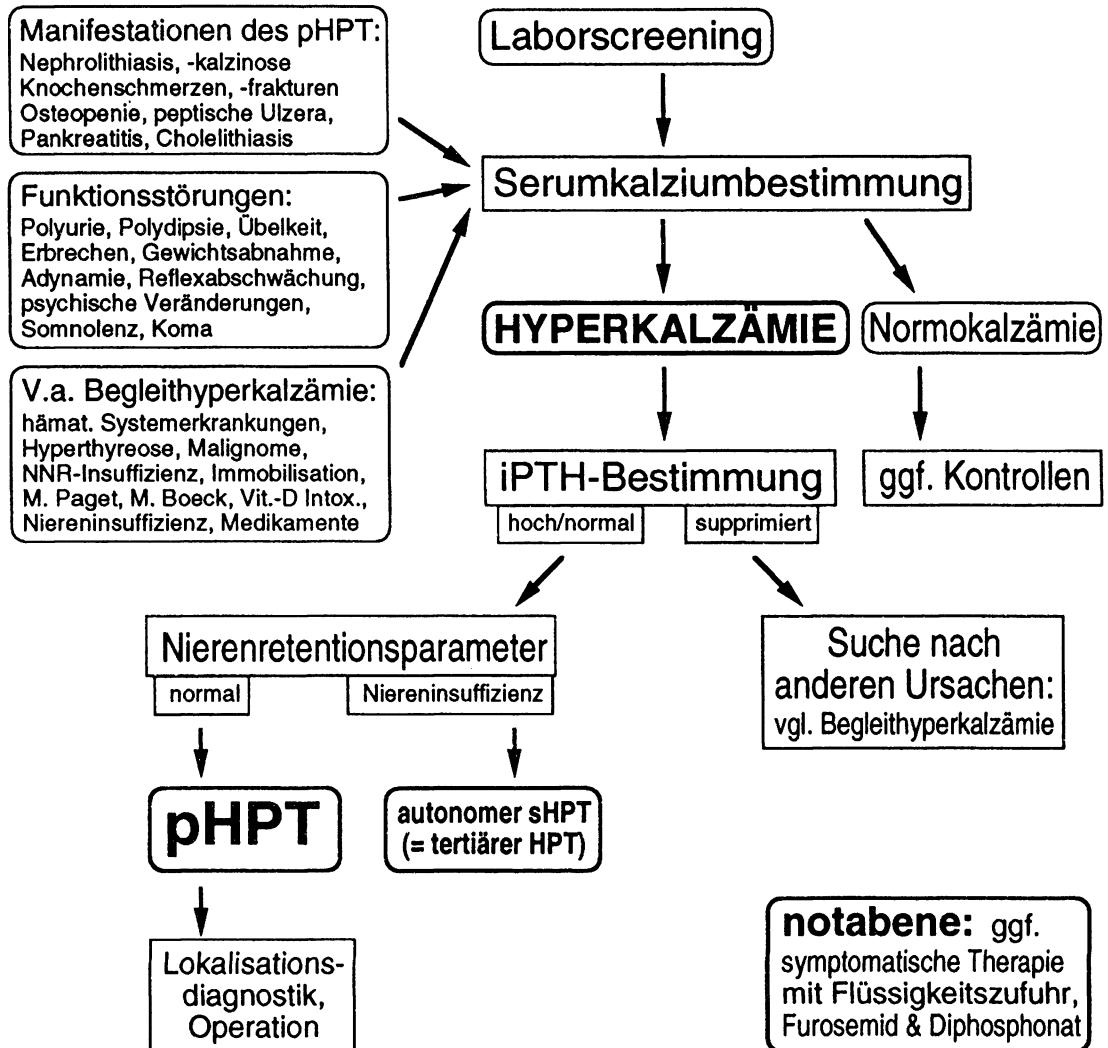 Manifestationen des pHPT:
Nephrolithiasis, -kalzinose
Knochenschmerzen, -frakturen
Osteopenie, peptische Ulzera,
Pankreatitis, Cholelithiasis
Laborscreening
Serumkalziumbestimmung
Funktionsstörungen:
Polyurie, Polydipsie, Übelkeit,
Erbrechen, Gewichtsabnahme,
Adynamie, Reflexabschwächung,
psychische Veränderungen,
Somnolenz, Koma
HYPERKALZÄMIE
Normokalzämie
V.a. Begleithyperkalzämie:
hämat. Systemerkrankungen,
Hyperthyreose, Malignome,
NNR-Insuffizienz, Immobilisation,
M. Paget, M. Boeck, Vit.-D Intox.,
Niereninsuffizienz, Medikamente
iPTH-Bestimmung
hoch/normal
supprimiert
ggf. Kontrollen
Nierenretentionsparameter
normal
Niereninsuffizienz
Suche nach
anderen Ursachen:
vgl. Begleithyperkalzämie
pHPT
autonomer sHPT
(= tertiärer HPT)
Lokalisations-
diagnostik,
Operation
notabene: ggf.
symptomatische Therapie
mit Flüssigkeitszufuhr,
Furosemid & Diphosphonat